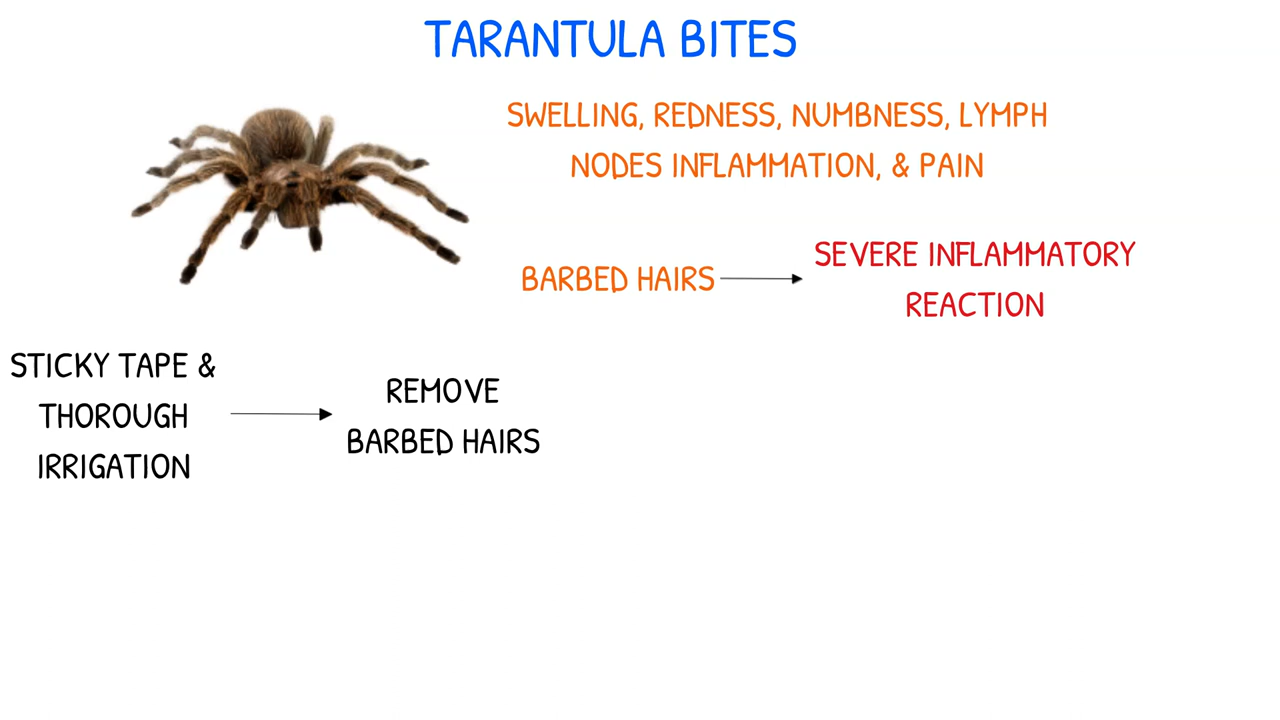 TARANTULA BITES
SWELLING, REDNESS, NUMBNESS, LYMPH
NODES INFLAMMATION, & PAIN
BARBED HAIRS
SEVERE INFLAMMATORY
REACTION
STICKY TAPE &
THOROUGH
IRRIGATION
REMOVE
BARBED HAIRS